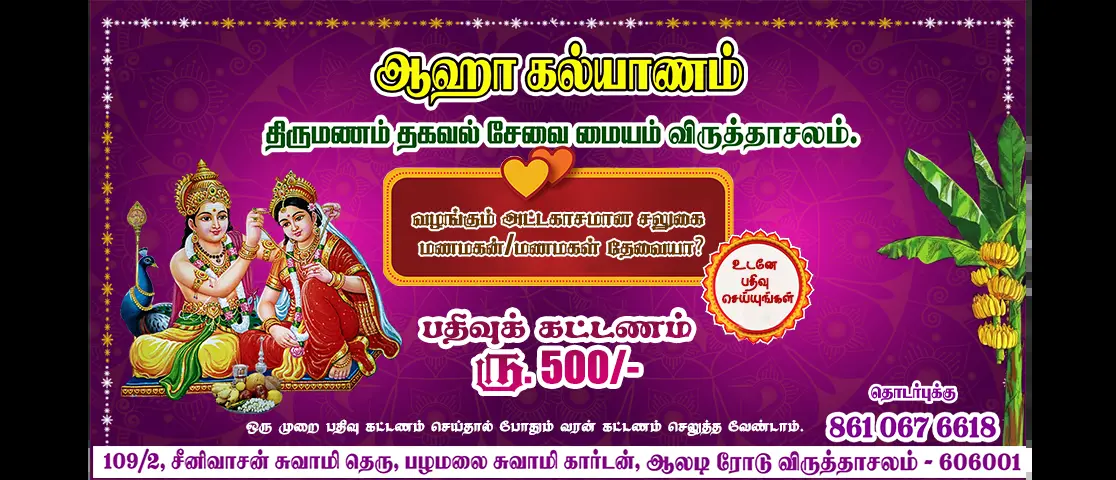 ஆஹா கல்யாணம்
திருமணம் தகவல் சேவை மையம் விருத்தாசலம்.
வழங்கும் அட்டகாசமான சலுகை
மணமகன்/மணமகள் தேவையா?
உடனே
பதிவு
செய்யுங்கள்
பதிவுக் கட்டணம்
ரூ. 500/-
தொடர்புக்கு
861 067 6618
ஒரு முறை பதிவு கட்டணம் செய்தால் போதும் வரன் கட்டணம் செலுத்த வேண்டாம்.
109/2, சீனிவாசன் சுவாமி தெரு, பழமலை சுவாமி கார்டன், ஆலடி ரோடு விருத்தாசலம் - 606001